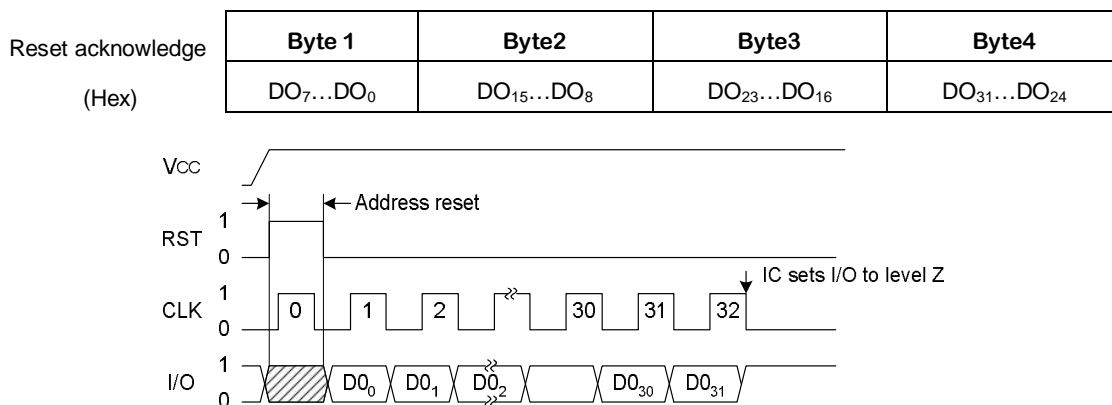 Reset acknowledge (Hex)
Byte 1 Byte2 Byte3 Byte4
DO7...DO0 DO15...DO8 DO23...DO16 DO31...DO24
VCC
Address reset
RST 1 0
IC sets I/O to level Z
CLK 1 0 0 1 2 30 31 32
I/O 1 0 D00 D01 D02 D030 D031